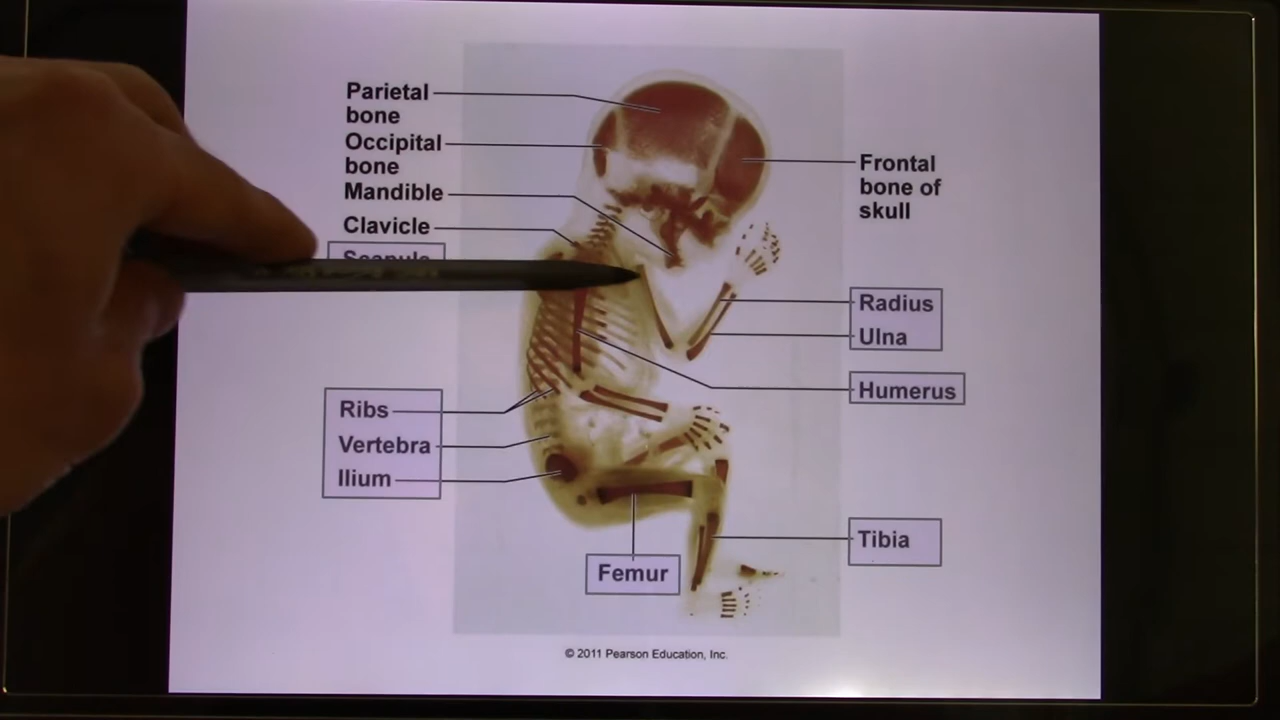 Parietal
bone
Occipital
bone
Mandible
Clavicle
Scapula
Frontal
bone of
skull
Radius
Ulna
Humerus
Ribs
Vertebra
Ilium
Femur
Tibia
© 2011 Pearson Education, Inc.